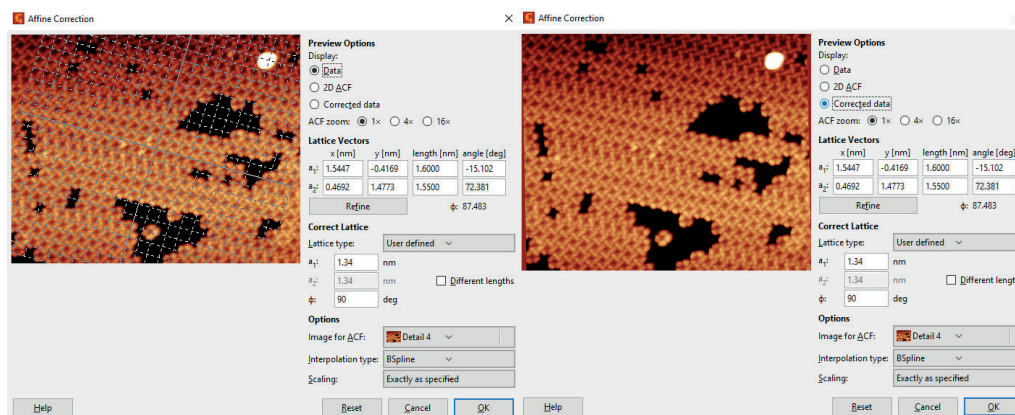 Affine Correction
Preview Options
Display:
Data
2D ACF
Corrected data
ACF zoom: 1× 4× 16×
Lattice Vectors
x [nm] y [nm] length [nm] angle [deg]
a₁: 1.5447 -0.4169 1.6000 -15.102
a₂: 0.4692 1.4773 1.5500 72.381
Refine ϕ: 87.483
Correct Lattice
Lattice type: User defined
a₁: 1.34 nm
a₂: 1.34 nm Different lengths
ϕ: 90 deg
Options
Image for ACF: Detail 4
Interpolation type: BSpline
Scaling: Exactly as specified
Help Reset Cancel OK
Affine Correction
Preview Options
Display:
Data
2D ACF
Corrected data
ACF zoom: 1× 4× 16×
Lattice Vectors
x [nm] y [nm] length [nm] angle [deg]
a₁: 1.5447 -0.4169 1.6000 -15.102
a₂: 0.4692 1.4773 1.5500 72.381
Refine ϕ: 87.483
Correct Lattice
Lattice type: User defined
a₁: 1.34 nm
a₂: 1.34 nm Different lengt
ϕ: 90 deg
Options
Image for ACF: Detail 4
Interpolation type: BSpline
Scaling: Exactly as specified
Help Reset Cancel OK